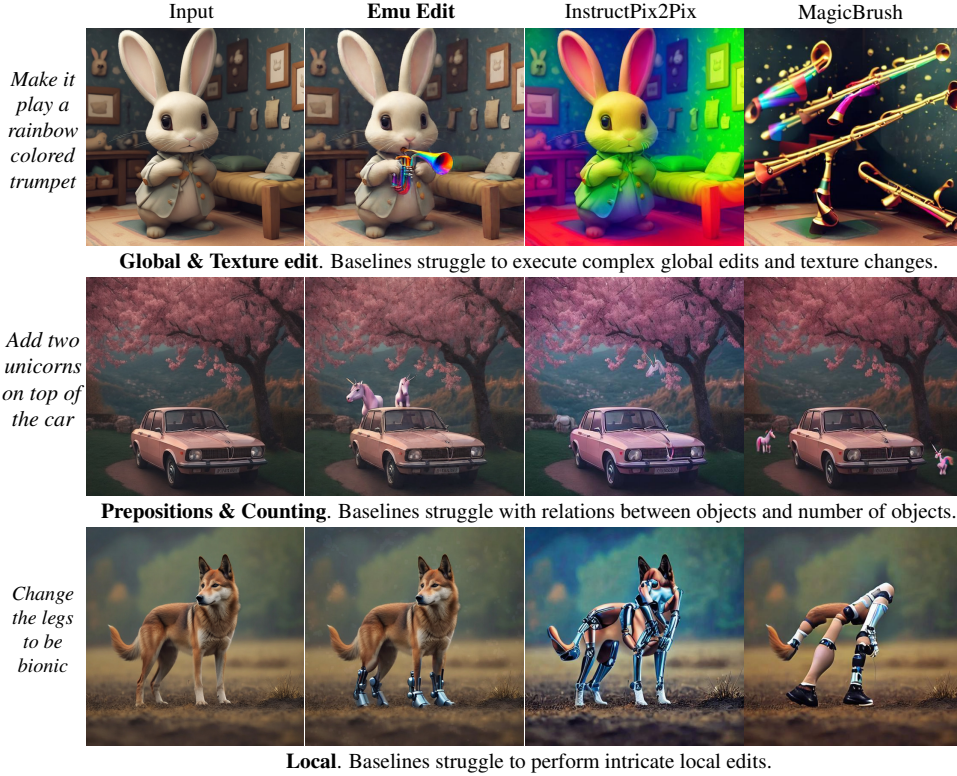 Input Emu Edit InstructPix2Pix MagicBrush
Make it
play a
rainbow
colored
trumpet
Global & Texture edit. Baselines struggle to execute complex global edits and texture changes.
Add two
unicorns
on top of
the car
Prepositions & Counting. Baselines struggle with relations between objects and number of objects.
Change
the legs
to be
bionic
Local. Baselines struggle to perform intricate local edits.